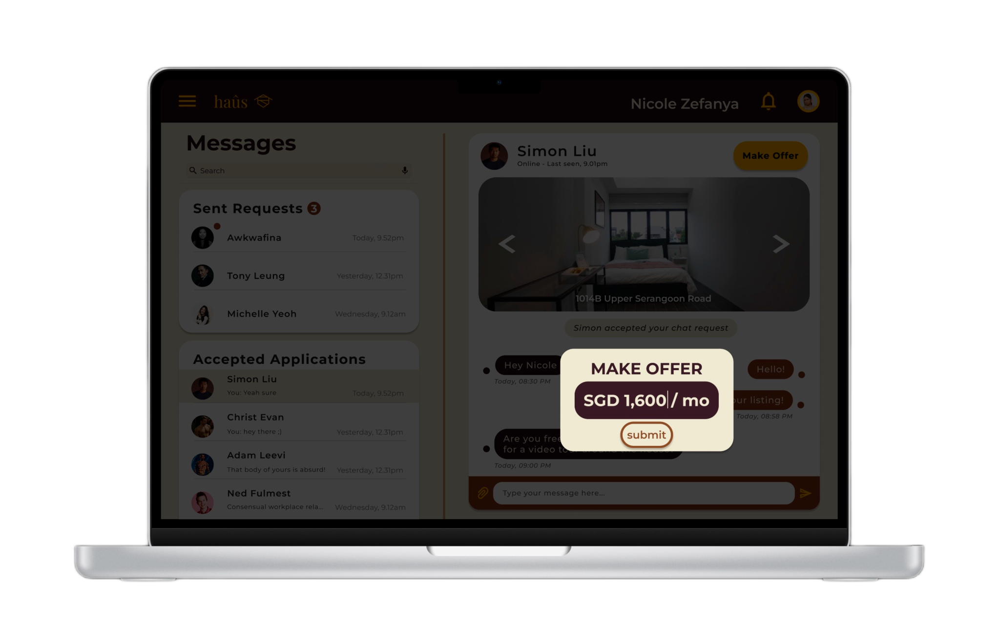 haûs
Nicole Zefanya
Messages
Search
Sent Requests 3
Awkwafina
Today, 9.52pm
Tony Leung
Yesterday, 12.31pm
Michelle Yeoh
Wednesday, 9.12am
Accepted Applications
Simon Liu
You: Yeah sure
Today, 9.52pm
Christ Evan
You: hey there ;)
Yesterday, 12.31pm
Adam Leevi
That body of yours is absurd!
Yesterday, 12.31pm
Ned Fulmest
Consensual workplace rela...
Wednesday, 9.12am
Simon Liu
Online - Last seen, 9.01pm
Make Offer
<
>
1014B Upper Serangoon Road
Simon accepted your chat request
Hey Nicole
Today, 08:30 PM
Hello!
MAKE OFFER
SGD 1,600/ mo
submit
listing!
Today, 08:58 PM
Are you free
for a video
Today, 09:00 PM
Type your message here...